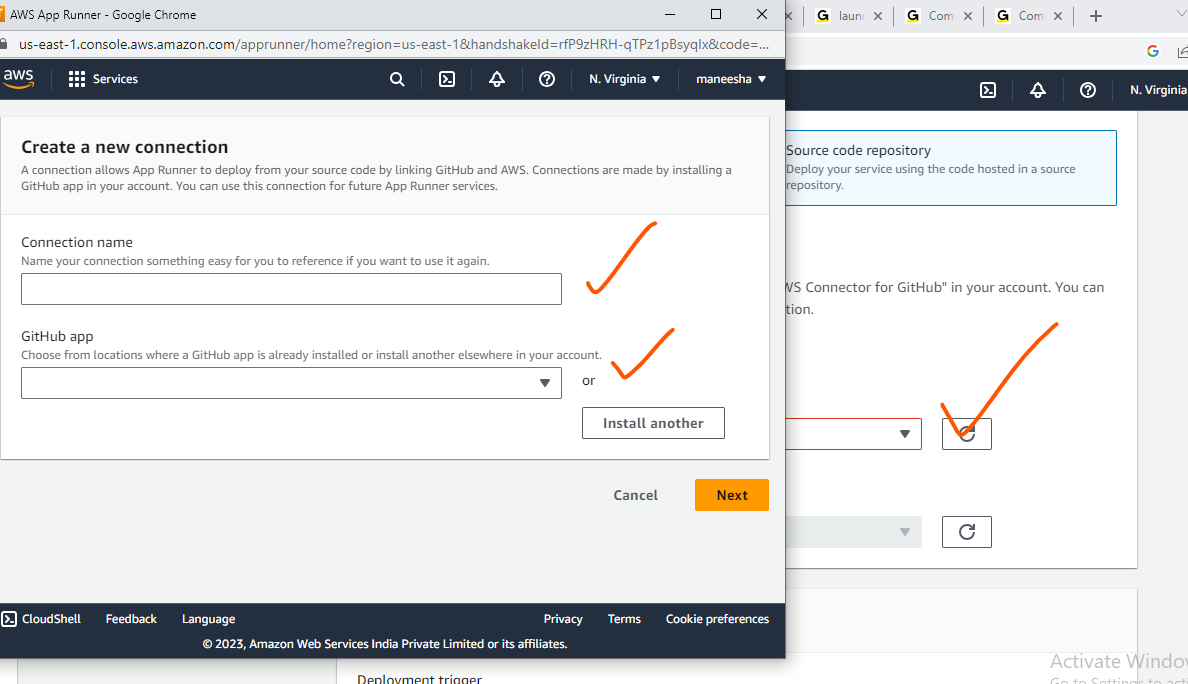 AWS App Runner - Google Chrome
us-east-1.console.aws.amazon.com/apprunner/home?region=us-east-1&handshakeId=rfP9zHRH-qTPz1pBsyqlx&code=...
aws Services N. Virginia maneesha
Create a new connection
A connection allows App Runner to deploy from your source code by linking GitHub and AWS. Connections are made by installing a
GitHub app in your account. You can use this connection for future App Runner services.
Connection name
Name your connection something easy for you to reference if you want to use it again.
GitHub app
Choose from locations where a GitHub app is already installed or install another elsewhere in your account.
or
Install another
Cancel Next
CloudShell Feedback Language Privacy Terms Cookie preferences
© 2023, Amazon Web Services India Private Limited or its affiliates.
G laun G Com G Com
G
N. Virginia
Source code repository
Deploy your service using the code hosted in a source
repository.
WS Connector for GitHub" in your account. You can
tion.
Deployment trigger
Activate Windo
Go to Settings to acti